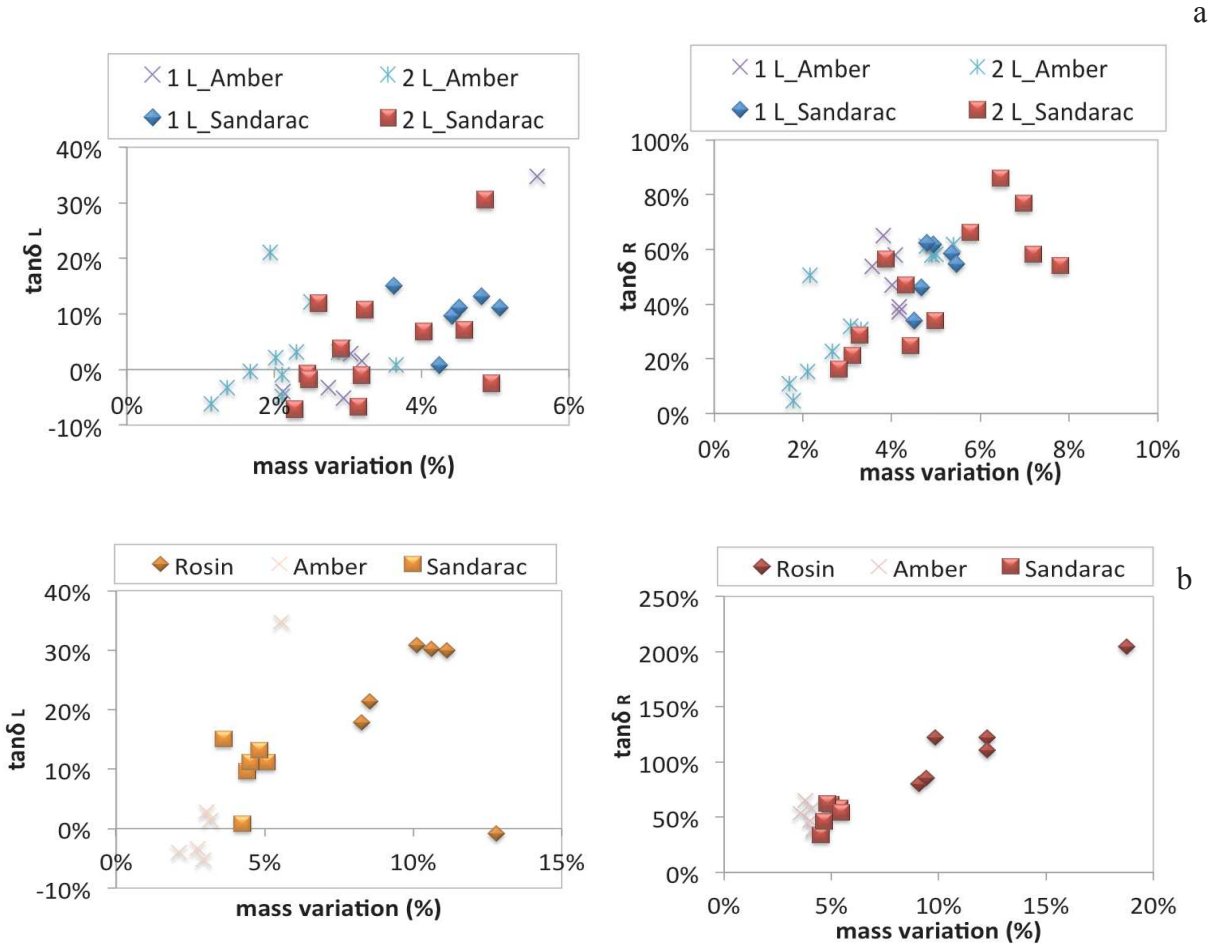 a
1 L_Amber 2 L_Amber
1 L_Sandarac 2 L_Sandarac
40%
30%
20%
10%
0%
-10%
tanδ L
0% 2% 4% 6%
mass variation (%)
1 L_Amber 2 L_Amber
1 L_Sandarac 2 L_Sandarac
100%
80%
60%
40%
20%
0%
tanδ R
0% 2% 4% 6% 8% 10%
mass variation (%)
b
Rosin Amber Sandarac
40%
30%
20%
10%
0%
-10%
tanδ L
0% 5% 10% 15%
mass variation (%)
Rosin Amber Sandarac
250%
200%
150%
100%
50%
0%
tanδ R
0% 5% 10% 15% 20%
mass variation (%)